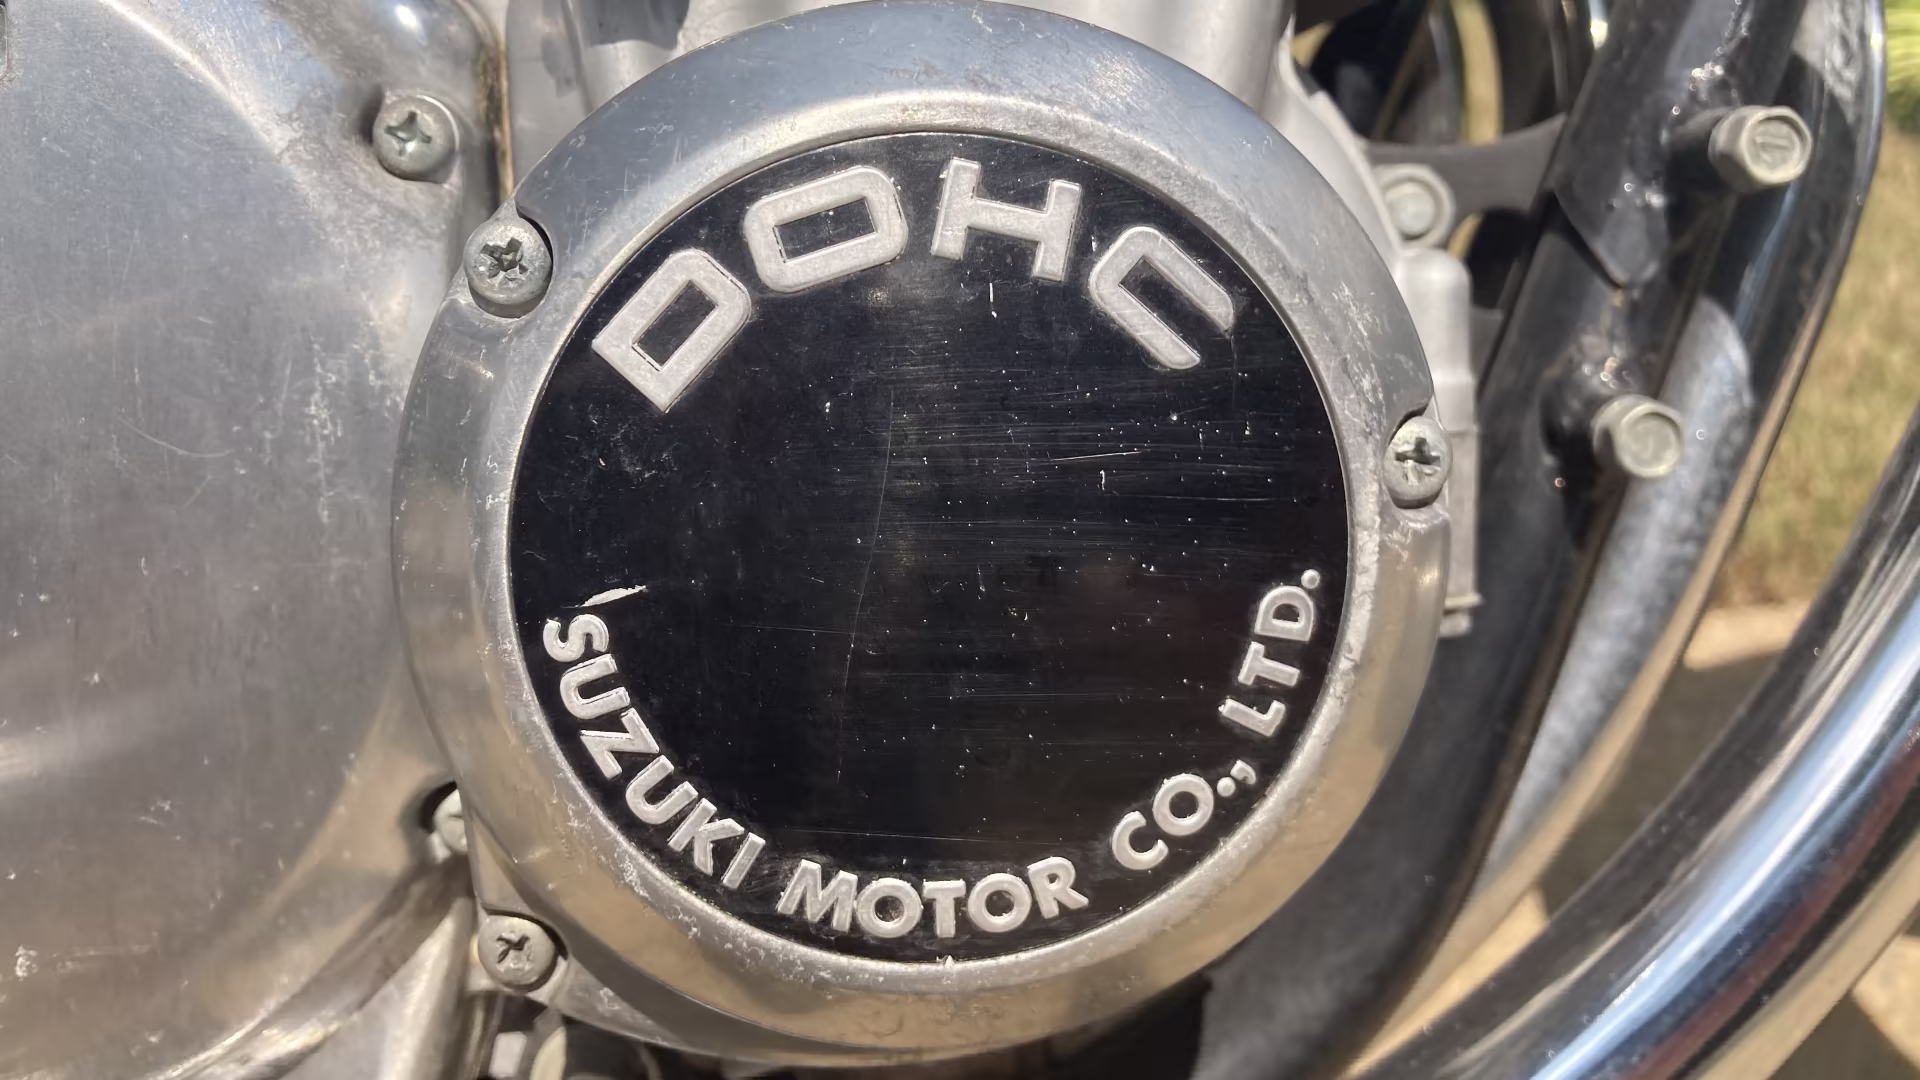 DOHC
SUZUKI MOTOR CO., LTD.